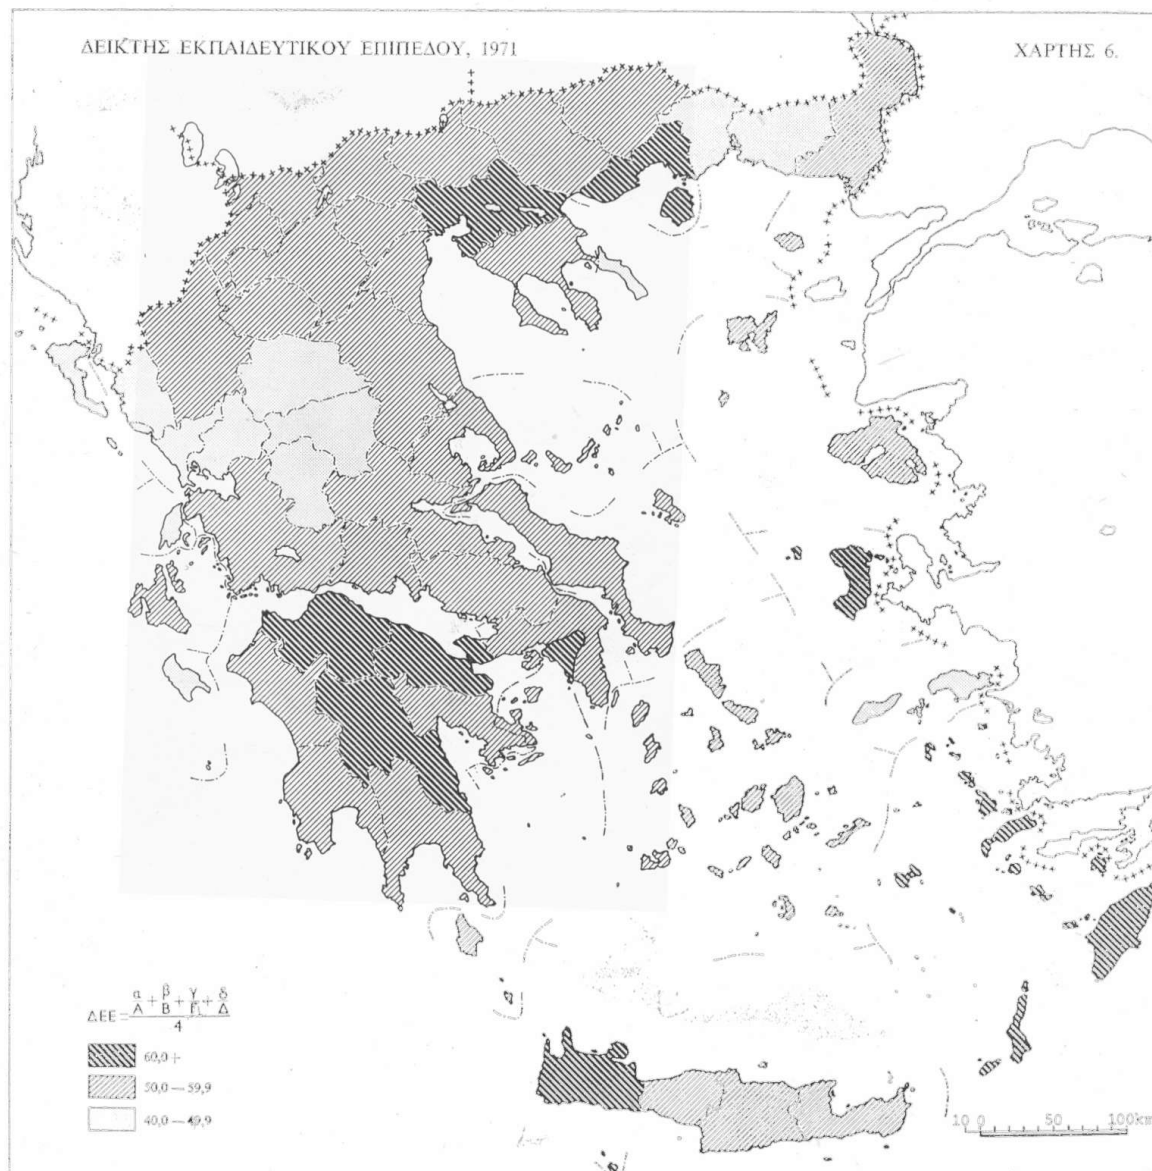 ΔΕΙΚΤΗΣ ΕΚΠΑΙΔΕΥΤΙΚΟΥ ΕΠΙΠΕΔΟΥ, 1971
ΧΑΡΤΗΣ 6.
ΔΕΕ = α/Α + β/Β + γ/Γ + δ/Δ
4
60,0 +
50,0 — 59,9
40,0 — 49,9
10 0 50 100km